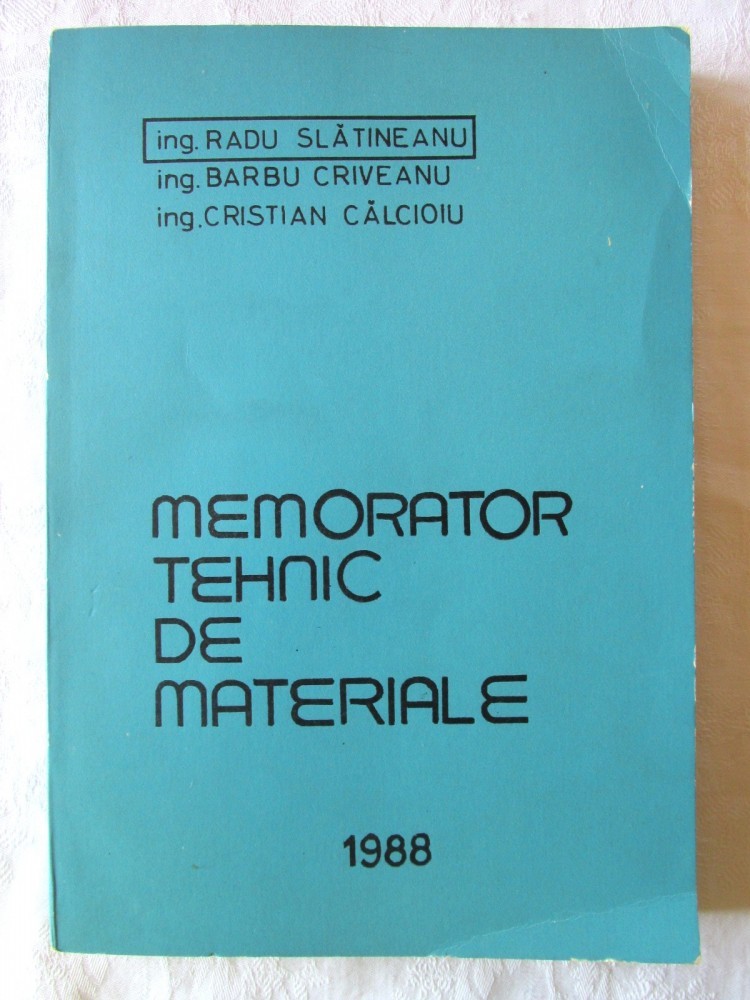 ing. RADU SLĂTINEANU
ing. BARBU CRIVEANU
ing. CRISTIAN CĂLCIOIU
MEMORATOR
TEHNIC
DE
MATERIALE
1988